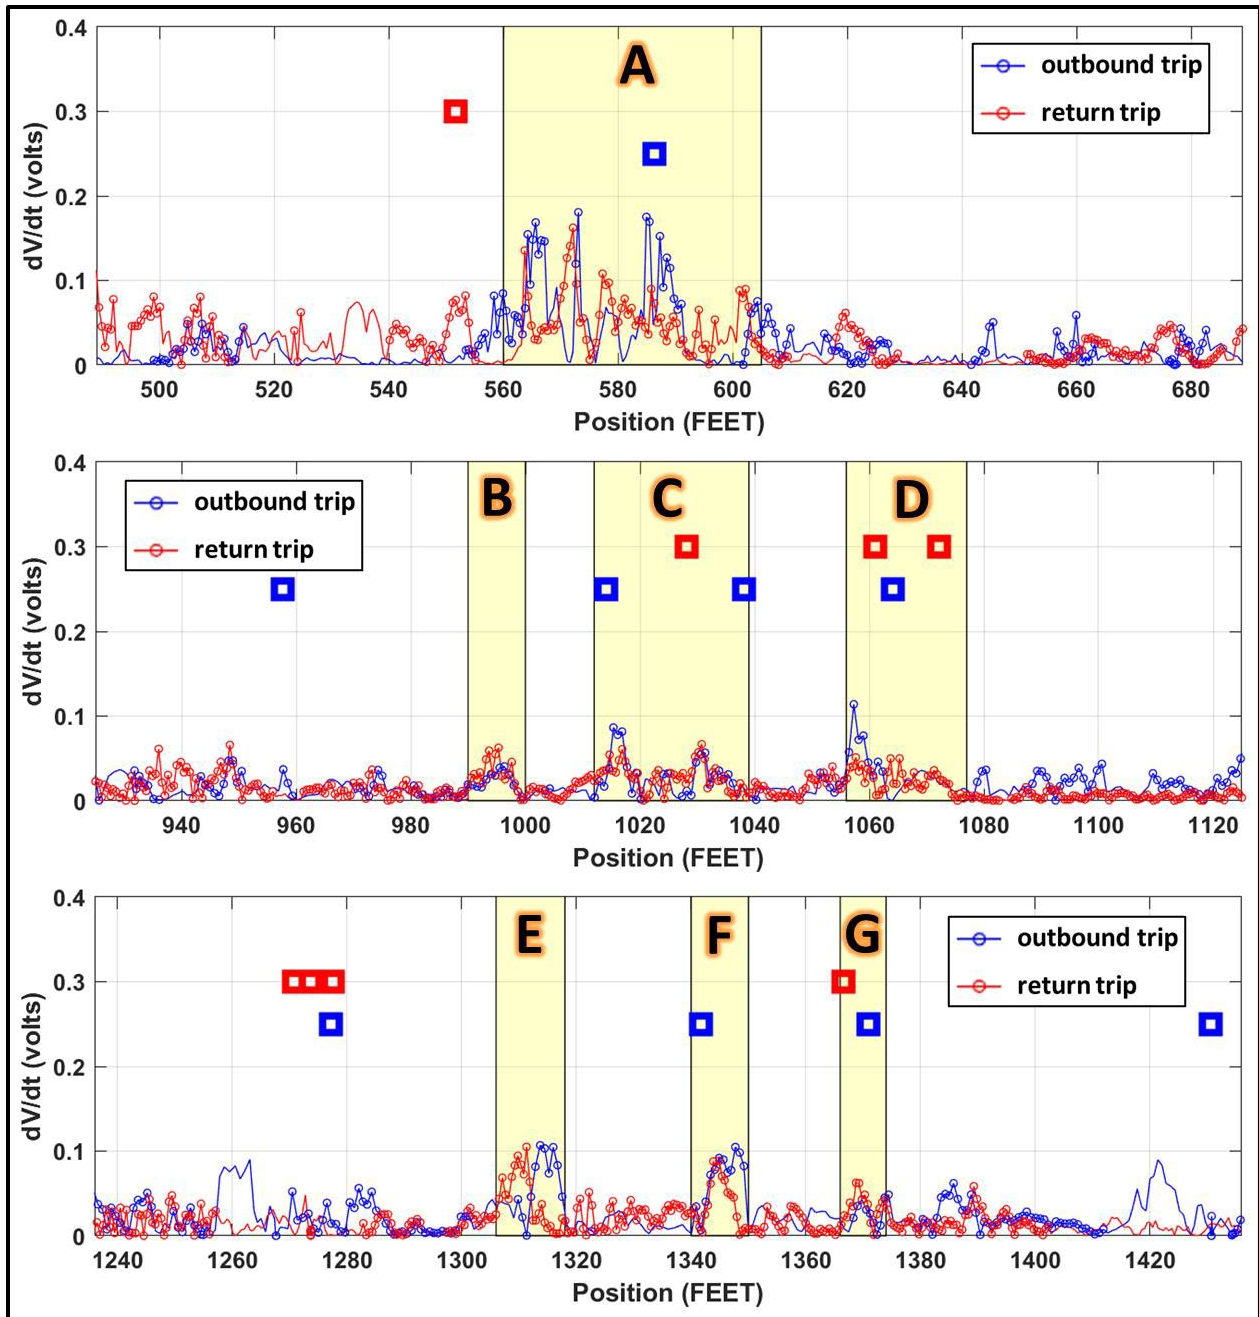 0.4
A
outbound trip
return trip
0.3
0.2
0.1
0
dV/dt (volts)
500 520 540 560 580 600 620 640 660 680
Position (FEET)
0.4
B C D
outbound trip
return trip
0.3
0.2
0.1
0
dV/dt (volts)
940 960 980 1000 1020 1040 1060 1080 1100 1120
Position (FEET)
0.4
E F G
outbound trip
return trip
0.3
0.2
0.1
0
dV/dt (volts)
1240 1260 1280 1300 1320 1340 1360 1380 1400 1420
Position (FEET)